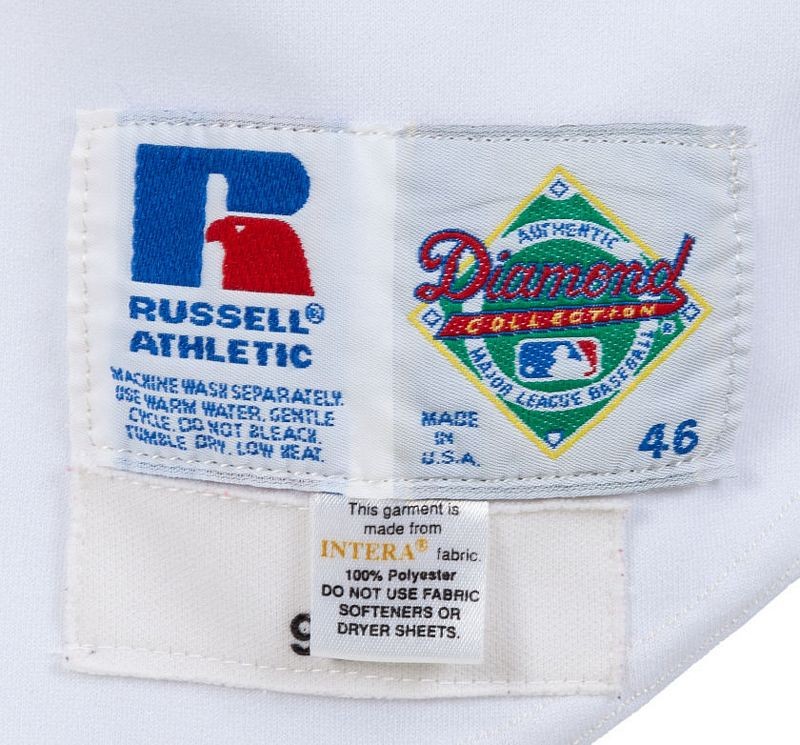 RUSSELL®
ATHLETIC
MACHINE WASH SEPARATELY.
USE WARM WATER, GENTLE
CYCLE, DO NOT BLEACH.
TUMBLE DRY, LOW HEAT.
AUTHENTIC
Diamond
COLLECTION
MAJOR LEAGUE BASEBALL®
MADE
IN
U.S.A.
46
This garment is
made from
INTERA® fabric.
100% Polyester
DO NOT USE FABRIC
SOFTENERS OR
DRYER SHEETS.
9